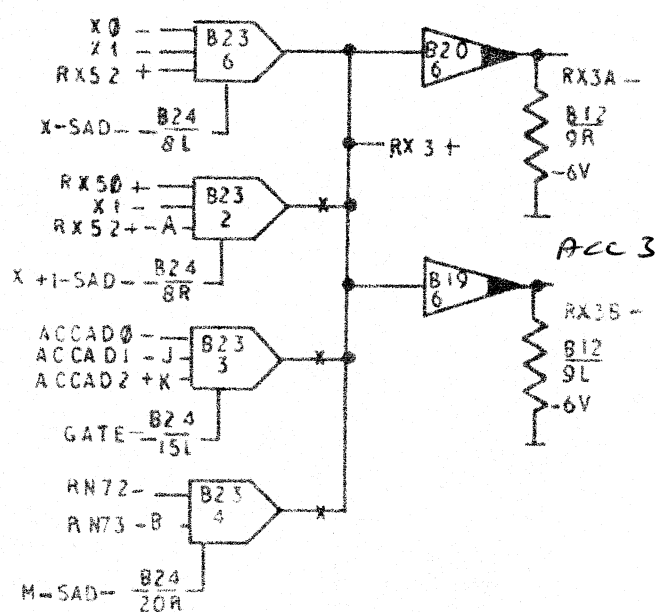 X0 -
X1 -
RX52 +
B23
6
X-SAD-
B24
8L
RX50 +
X1 -
RX52 + -A
B23
2
X +1-SAD-
B24
8R
ACCAD0 -
ACCAD1 - J
ACCAD2 + K
B23
3
GATE-
B24
15L
RN72-
RN73 -B
B23
4
M-SAD-
B24
20R
x
x
x
RX 3 +
B20
6
RX3A -
B12
9R
-6V
ACC 3
B19
6
RX3B -
B12
9L
-6V